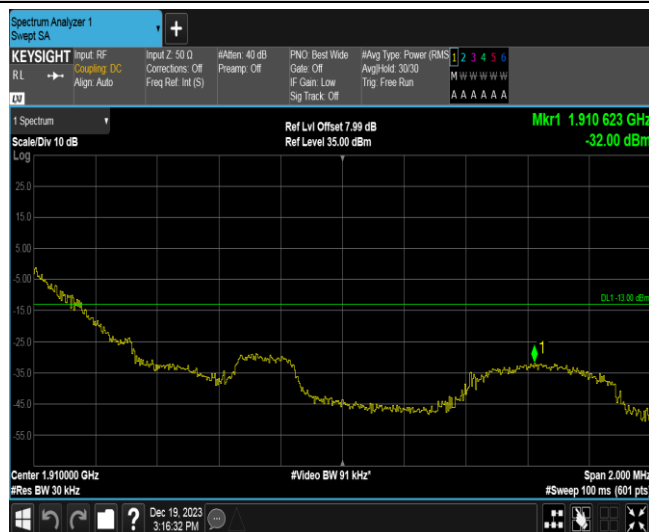 Spectrum Analyzer 1
Swept SA
+
KEYSIGHT
RL
LXI
Input: RF
Coupling: DC
Align: Auto
Input Z: 50 Ω
Corrections: Off
Freq Ref: Int (S)
#Atten: 40 dB
Preamp: Off
PNO: Best Wide
Gate: Off
IF Gain: Low
Sig Track: Off
#Avg Type: Power (RMS
Avg|Hold: 30/30
Trig: Free Run
1 2 3 4 5 6
M W W W W W
A A A A A A
1 Spectrum
Scale/Div 10 dB
Log
Ref Lvl Offset 7.99 dB
Ref Level 35.00 dBm
Mkr1 1.910 623 GHz
-32.00 dBm
25.0
15.0
5.00
-5.00
-15.0
-25.0
-35.0
-45.0
-55.0
DL1 -13.00 dBm
1
Center 1.910000 GHz
#Res BW 30 kHz
#Video BW 91 kHz*
Span 2.000 MHz
#Sweep 100 ms (601 pts)
?
Dec 19, 2023
3:16:32 PM